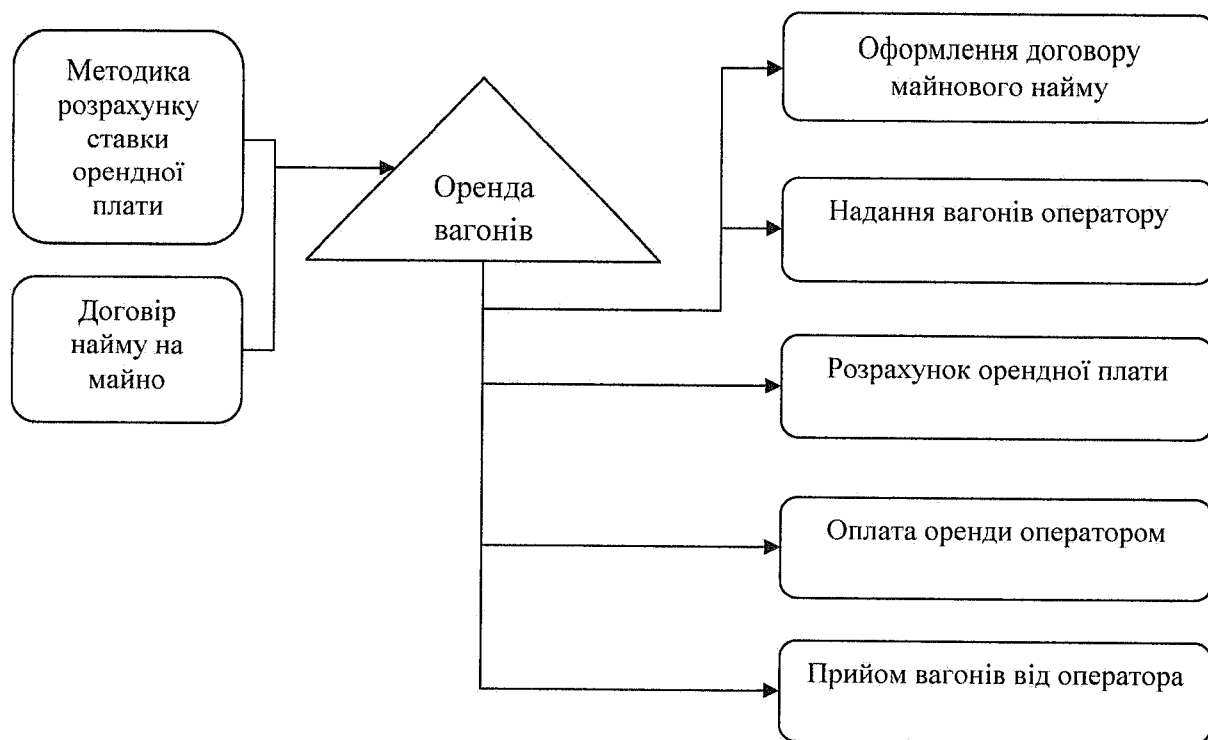 Методика
розрахунку
ставки
орендної
плати
Договір
найму на
майно
Оренда
вагонів
Оформлення договору
майнового найму
Надання вагонів оператору
Розрахунок орендної плати
Оплата оренди оператором
Прийом вагонів від оператора